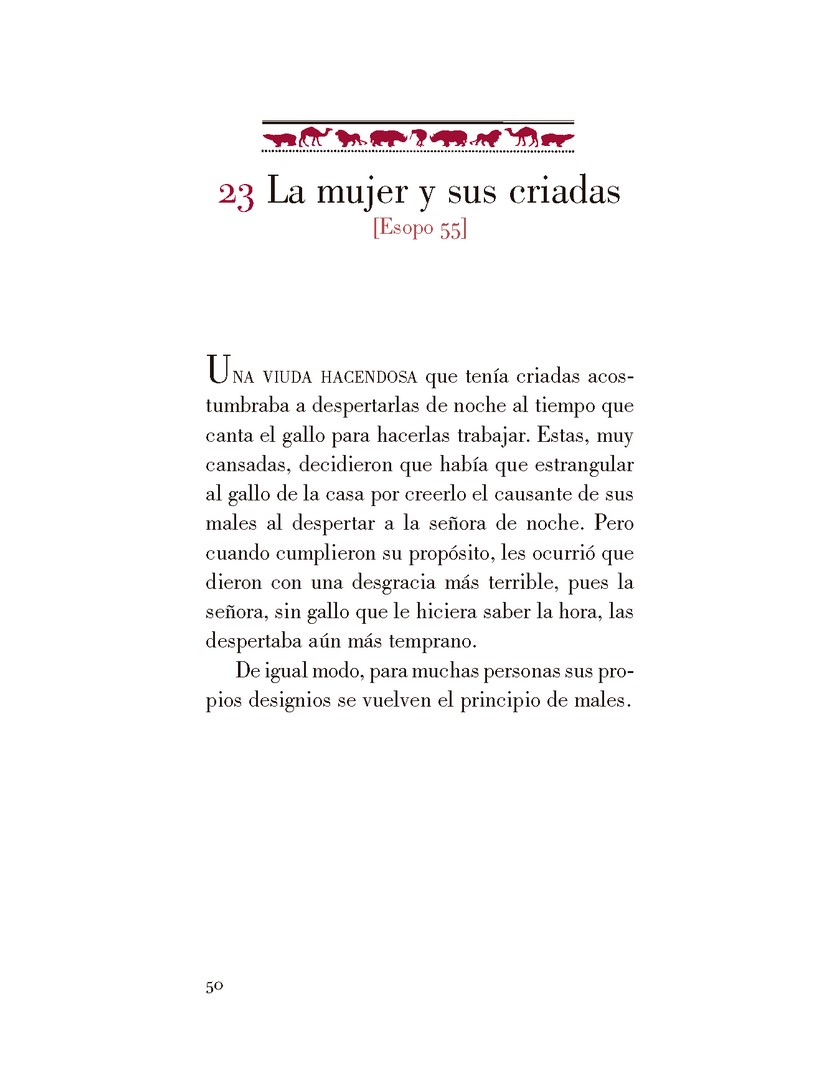 23 La mujer y sus criadas
[Esopo 55]
UNA VIUDA HACENDOSA que tenía criadas acos-
tumbraba a despertarlas de noche al tiempo que
canta el gallo para hacerlas trabajar. Estas, muy
cansadas, decidieron que había que estrangular
al gallo de la casa por creerlo el causante de sus
males al despertar a la señora de noche. Pero
cuando cumplieron su propósito, les ocurrió que
dieron con una desgracia más terrible, pues la
señora, sin gallo que le hiciera saber la hora, las
despertaba aún más temprano.
De igual modo, para muchas personas sus pro-
pios designios se vuelven el principio de males.
50